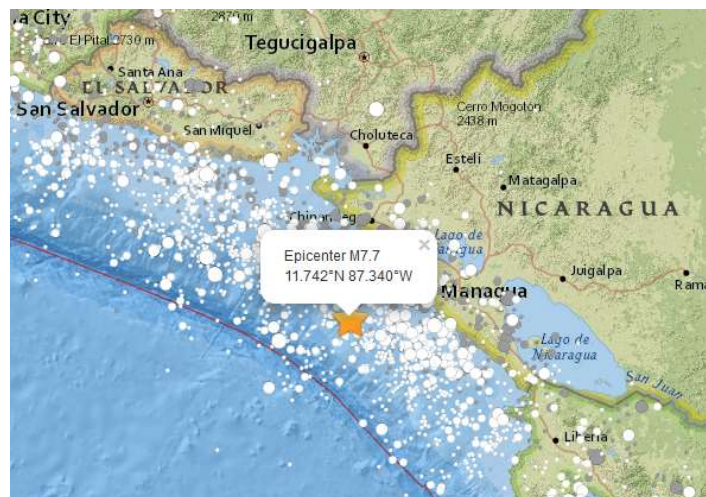 a City
2870 m
El Pital 2730 m
Tegucigalpa
Santa Ana
EL SALVADOR
San Salvador
San Miguel
Choluteca
Cerro Mogotón
2438 m
Estelí
Matagalpa
NICARAGUA
Epicenter M7.7
11.742°N 87.340°W
×
Lago de
Managua
Juigalpa
Rama
Lago de
Nicaragua
San Juan
Liberia